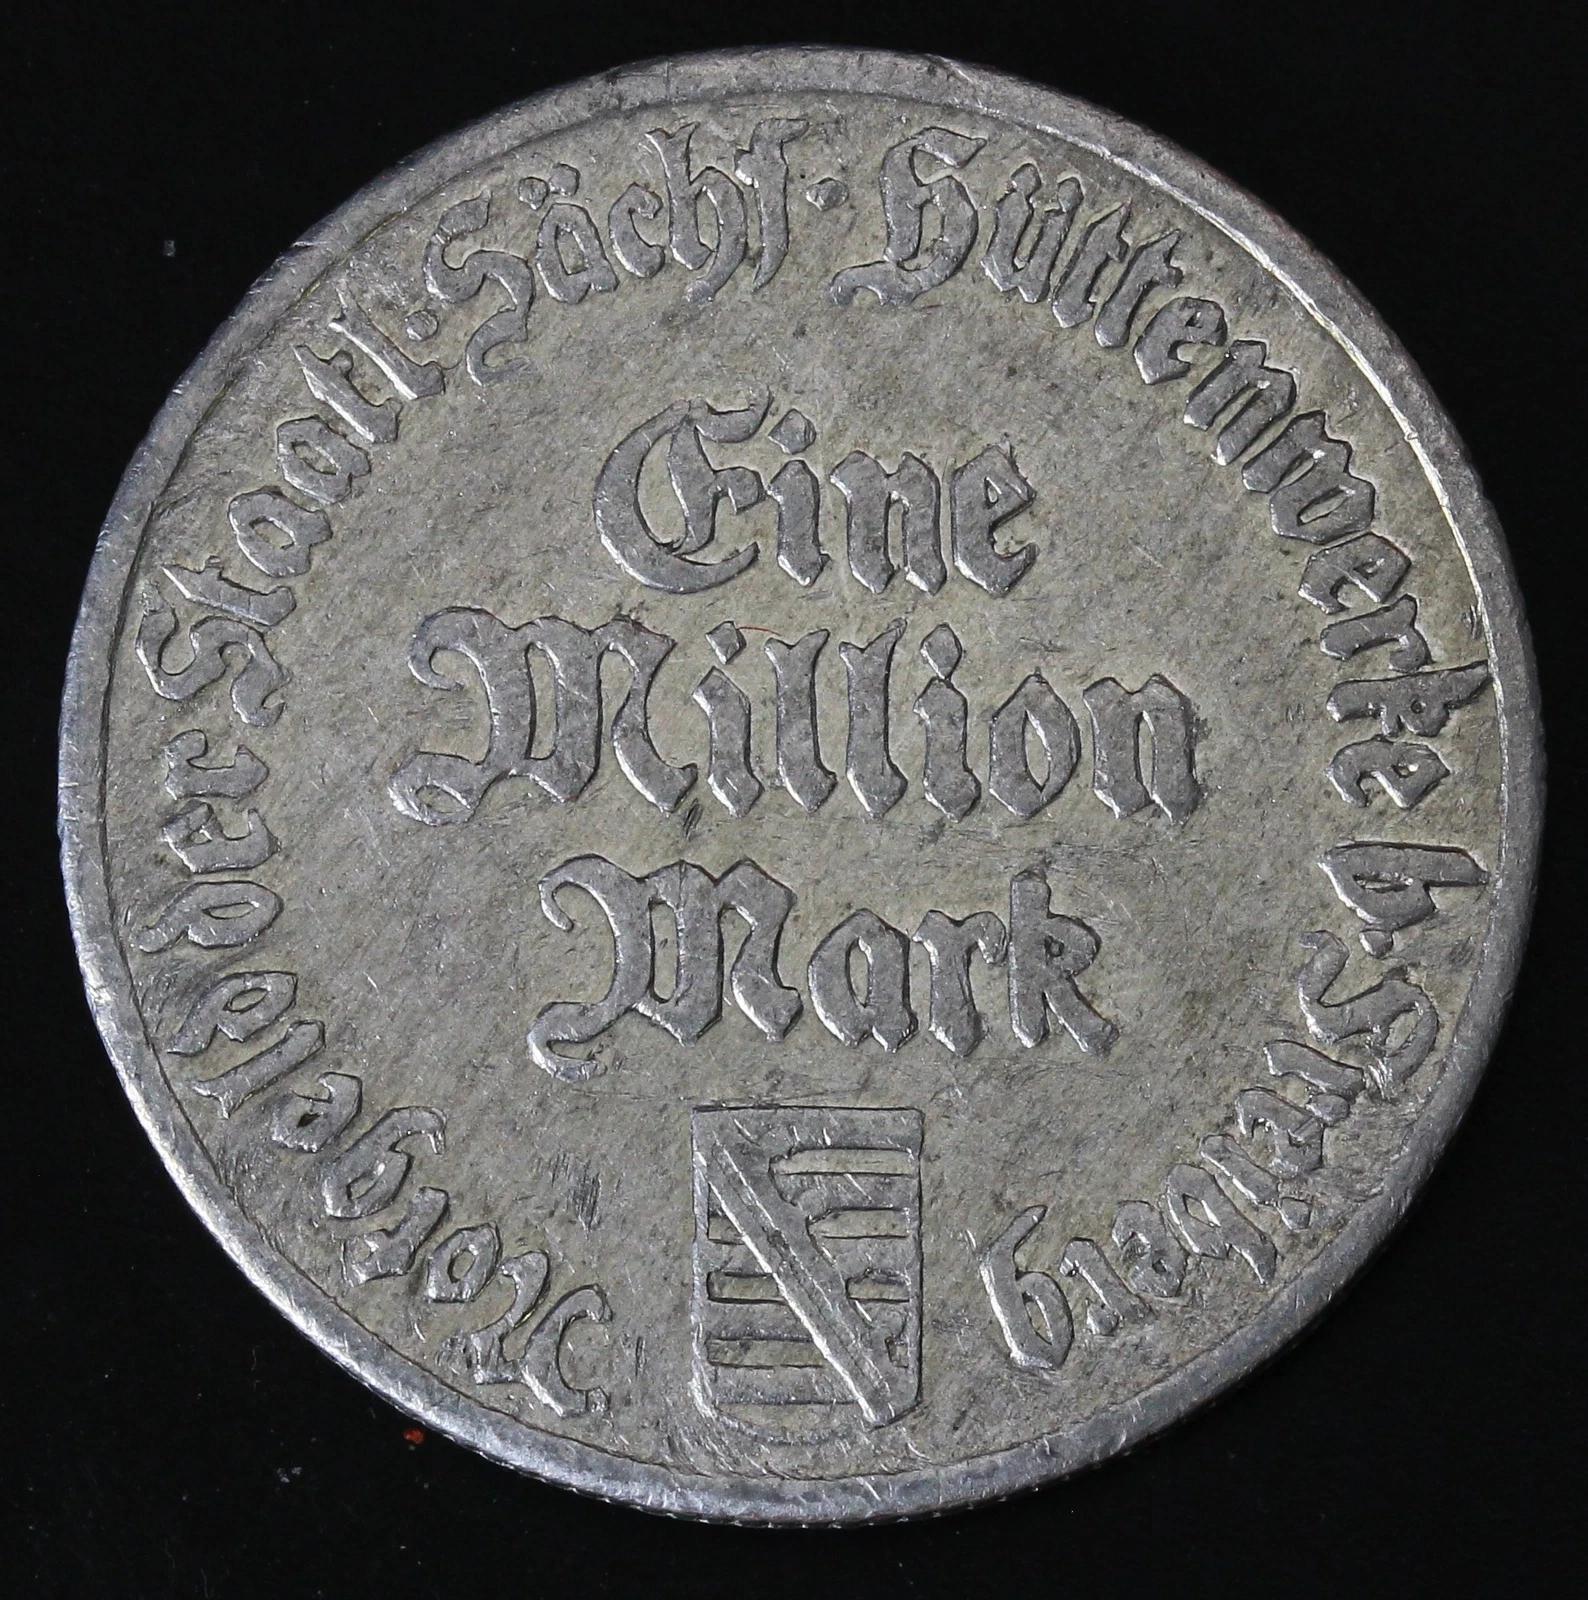 Notgeld der Staatl. Sächs. Hüttenwerke b. Freiberg
Eine
Million
Mark